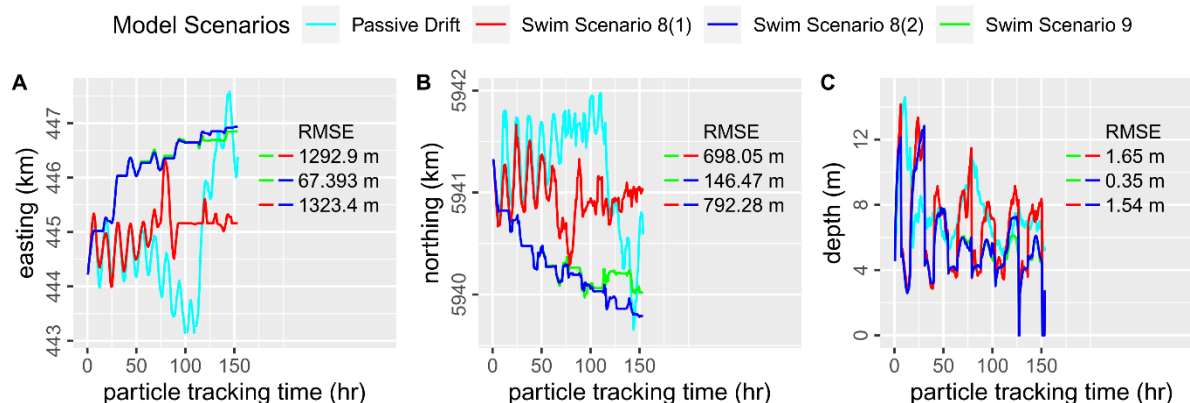 Model Scenarios Passive Drift Swim Scenario 8(1) Swim Scenario 8(2) Swim Scenario 9
A
easting (km)
447
446
445
444
443
RMSE
1292.9 m
67.393 m
1323.4 m
0 50 100 150
particle tracking time (hr)
B
northing (km)
5942
5941
5940
RMSE
698.05 m
146.47 m
792.28 m
0 50 100 150
particle tracking time (hr)
C
depth (m)
12
8
4
0
RMSE
1.65 m
0.35 m
1.54 m
0 50 100 150
particle tracking time (hr)